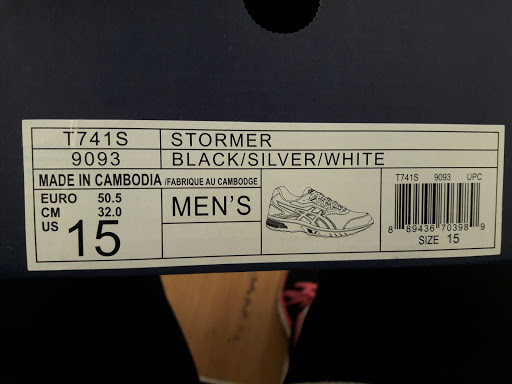 T741S STORMER
9093 BLACK/SILVER/WHITE
MADE IN CAMBODIA /FABRIQUE AU CAMBODGE
EURO 50.5
CM 32.0
US 15
MEN'S
T741S 9093 UPC
8 89436 70398 9
SIZE 15